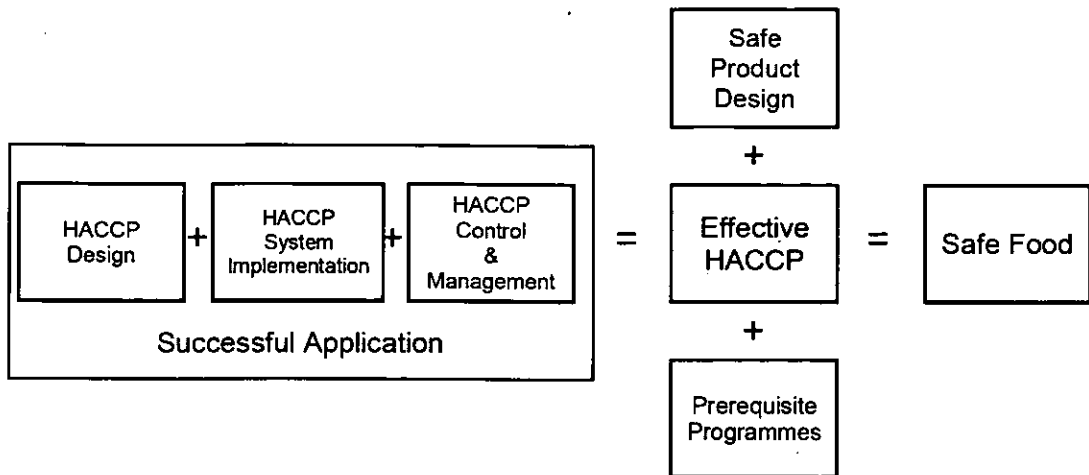 Safe
Product
Design
+
HACCP
Design
+
HACCP
System
Implementation
+
HACCP
Control
&
Management
Successful Application
=
Effective
HACCP
=
Safe Food
+
Prerequisite
Programmes